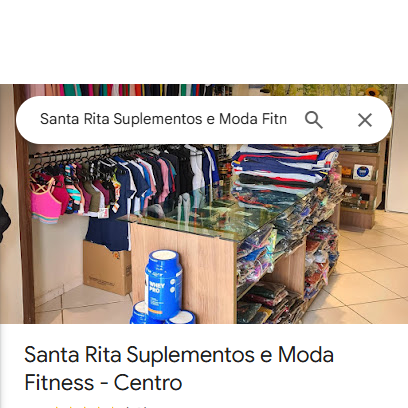 Santa Rita Suplementos e Moda Fitn
WHEY
PRO
Santa Rita Suplementos e Moda
Fitness - Centro